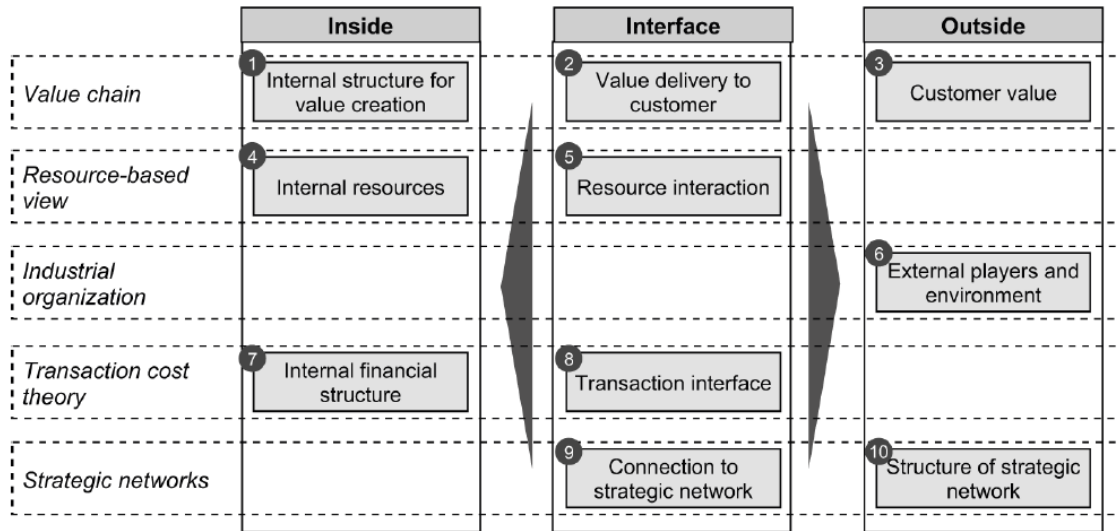 Inside
Interface
Outside
Value chain
1
Internal structure for
value creation
2
Value delivery to
customer
3
Customer value
Resource-based
view
4
Internal resources
5
Resource interaction
Industrial
organization
6
External players and
environment
Transaction cost
theory
7
Internal financial
structure
8
Transaction interface
Strategic networks
9
Connection to
strategic network
10
Structure of strategic
network